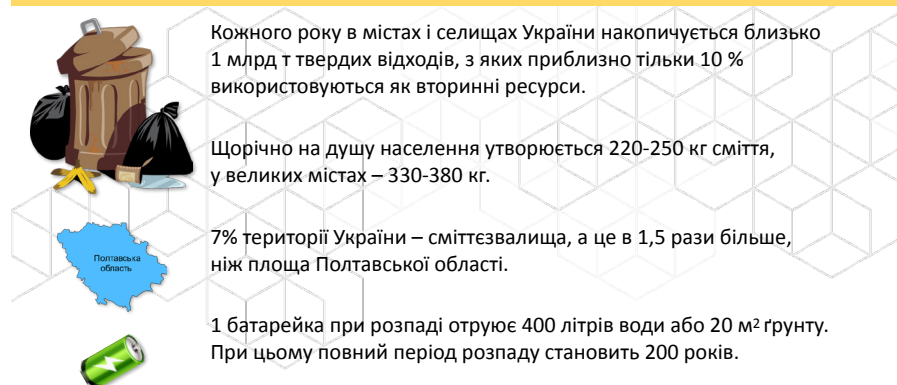 Кожного року в містах і селищах України накопичується близько
1 млрд т твердих відходів, з яких приблизно тільки 10 %
використовуються як вторинні ресурси.
Щорічно на душу населення утворюється 220-250 кг сміття,
у великих містах – 330-380 кг.
7% території України – сміттєзвалища, а це в 1,5 рази більше,
ніж площа Полтавської області.
Полтавська
область
1 батарейка при розпаді отруює 400 літрів води або 20 м² ґрунту.
При цьому повний період розпаду становить 200 років.